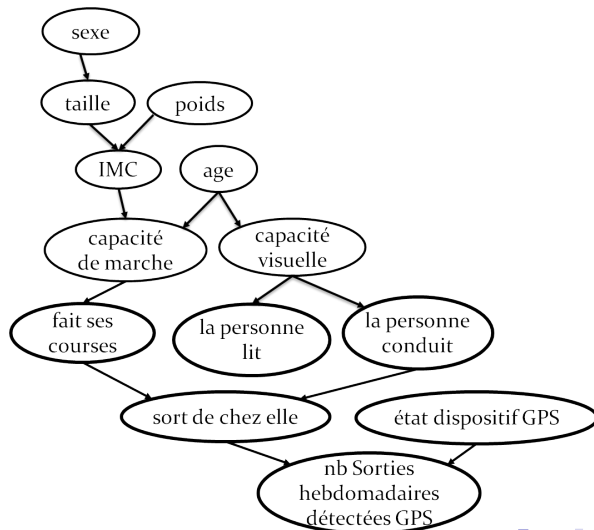 sexe
taille
poids
IMC
age
capacité
de marche
capacité
visuelle
fait ses
courses
la personne
lit
la personne
conduit
sort de chez elle
état dispositif GPS
nb Sorties
hebdomadaires
détectées GPS